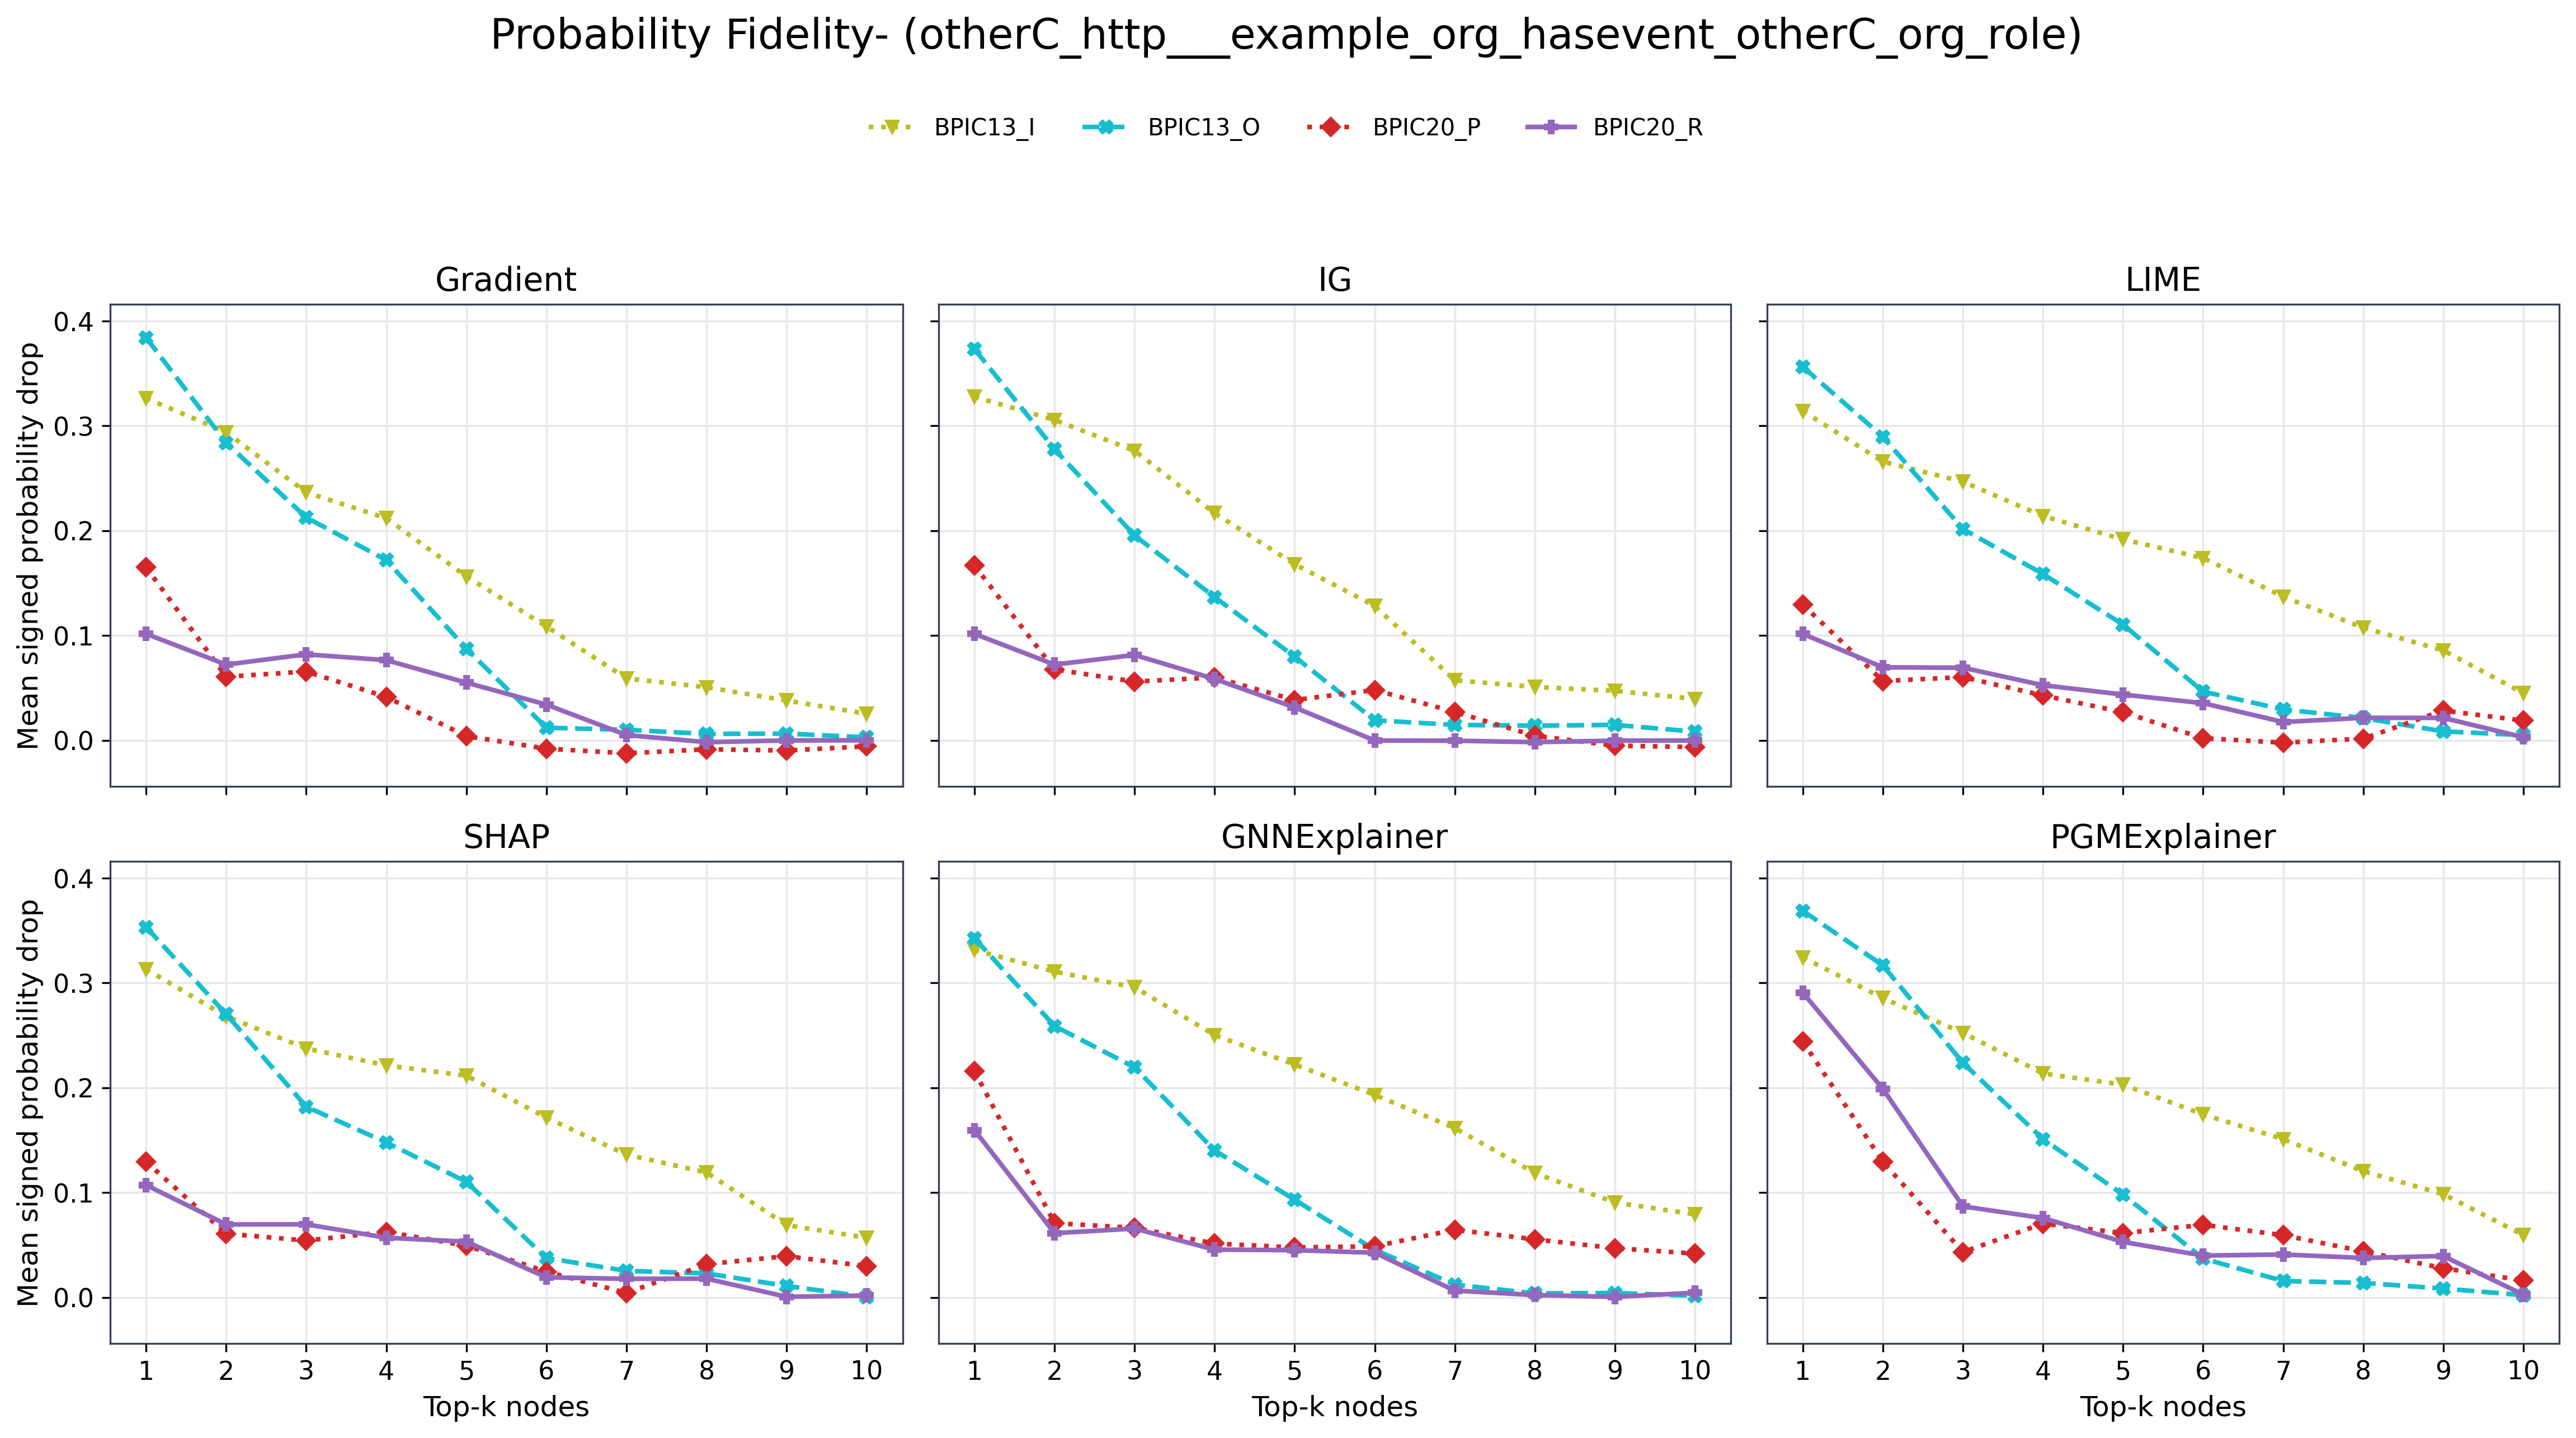 Probability Fidelity- (otherC_http___example_org_hasevent_otherC_org_role)
BPIC13_I BPIC13_O BPIC20_P BPIC20_R
Gradient IG LIME
Mean signed probability drop
0.4
0.3
0.2
0.1
0.0
SHAP GNNExplainer PGMExplainer
Mean signed probability drop
0.4
0.3
0.2
0.1
0.0
1 2 3 4 5 6 7 8 9 10 1 2 3 4 5 6 7 8 9 10 1 2 3 4 5 6 7 8 9 10
Top-k nodes Top-k nodes Top-k nodes